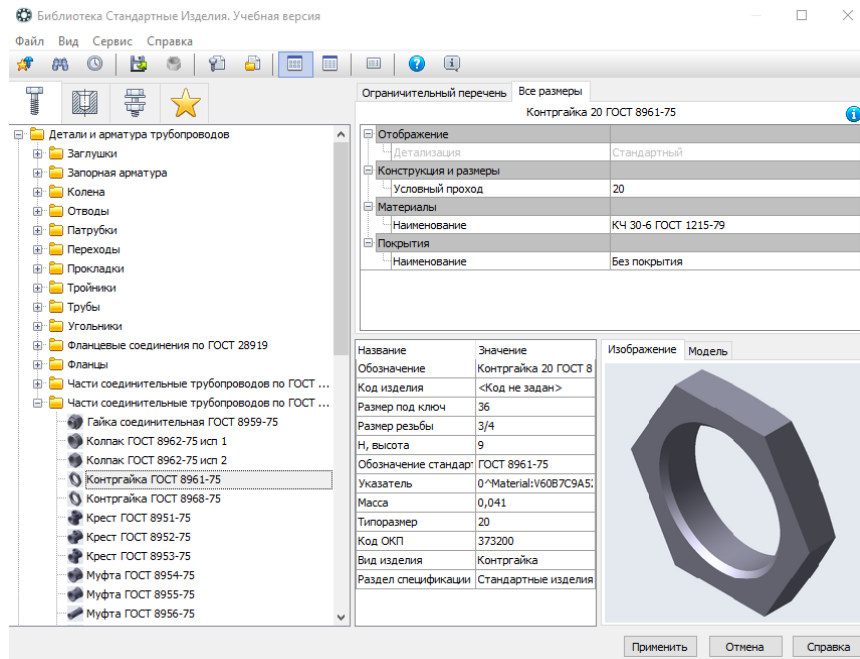 Библиотека Стандартные Изделия. Учебная версия
Файл Вид Сервис Справка
Детали и арматура трубопроводов
Заглушки
Запорная арматура
Колена
Отводы
Патрубки
Переходы
Прокладки
Тройники
Трубы
Угольники
Фланцевые соединения по ГОСТ 28919
Фланцы
Части соединительные трубопроводов по ГОСТ ...
Части соединительные трубопроводов по ГОСТ ...
Гайка соединительная ГОСТ 8959-75
Колпак ГОСТ 8962-75 исп 1
Колпак ГОСТ 8962-75 исп 2
Контргайка ГОСТ 8961-75
Контргайка ГОСТ 8968-75
Крест ГОСТ 8951-75
Крест ГОСТ 8952-75
Крест ГОСТ 8953-75
Муфта ГОСТ 8954-75
Муфта ГОСТ 8955-75
Муфта ГОСТ 8956-75
Ограничительный перечень Все размеры
Контргайка 20 ГОСТ 8961-75
Отображение
Детализация Стандартный
Конструкция и размеры
Условный проход 20
Материалы
Наименование КЧ 30-6 ГОСТ 1215-79
Покрытия
Наименование Без покрытия
Название Значение
Обозначение Контргайка 20 ГОСТ 8
Код изделия <Код не задан>
Размер под ключ 36
Размер резьбы 3/4
H, высота 9
Обозначение стандарт ГОСТ 8961-75
Указатель 0^Material:V60B7C9A5
Масса 0,041
Типоразмер 20
Код ОКП 373200
Вид изделия Контргайка
Раздел спецификации Стандартные изделия
Изображение Модель
Применить Отмена Справка